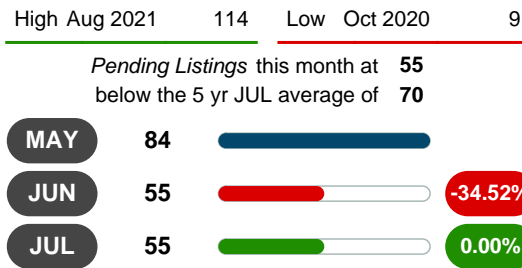 High Aug 2021 114 Low Oct 2020 9
Pending Listings this month at 55
below the 5 yr JUL average of 70
MAY 84
JUN 55 -34.52%
JUL 55 0.00%